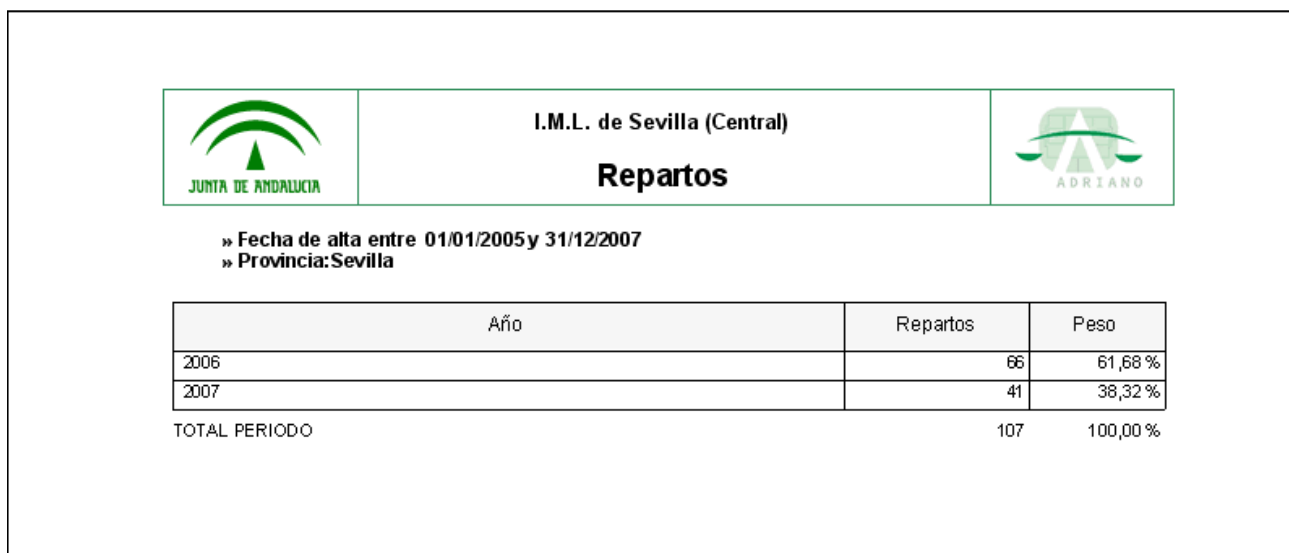 JUNTA DE ANDALUCIA
I.M.L. de Sevilla (Central)
Repartos
ADRIANO
» Fecha de alta entre 01/01/2005 y 31/12/2007
» Provincia:Sevilla
Año Repartos Peso
2006 66 61,68 %
2007 41 38,32 %
TOTAL PERIODO 107 100,00 %